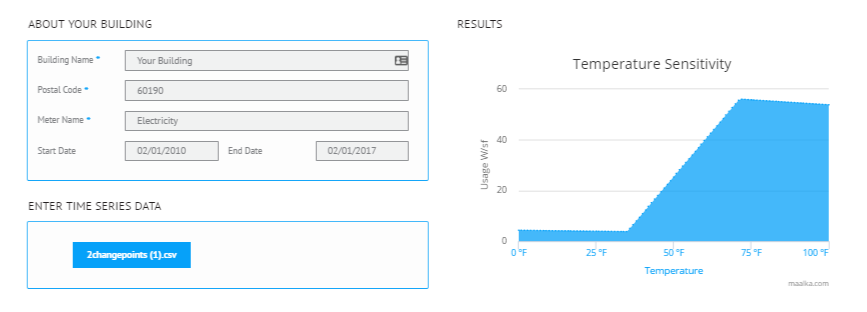 ABOUT YOUR BUILDING
Building Name *
Your Building
Postal Code *
60190
Meter Name *
Electricity
Start Date
02/01/2010
End Date
02/01/2017
ENTER TIME SERIES DATA
2changepoints (1).csv
RESULTS
Temperature Sensitivity
60
40
20
0
Usage W/sf
0 °F
25 °F
50 °F
75 °F
100 °F
Temperature
maalka.com